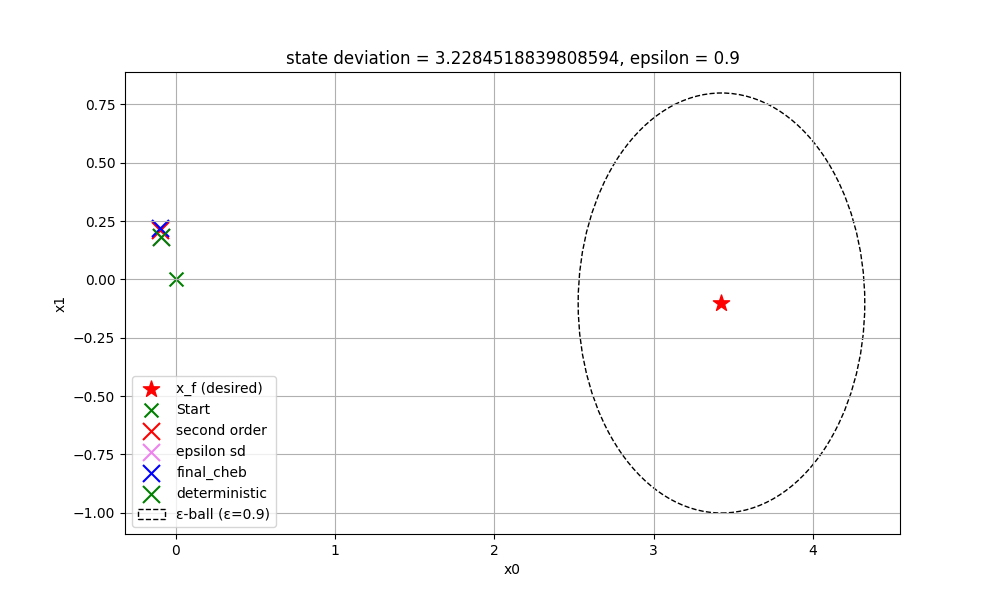 state deviation = 3.2284518839808594, epsilon = 0.9
x1
0.75
0.50
0.25
0.00
−0.25
−0.50
−0.75
−1.00
x_f (desired)
Start
second order
epsilon sd
final_cheb
deterministic
ε-ball (ε=0.9)
0 1 2 3 4
x0